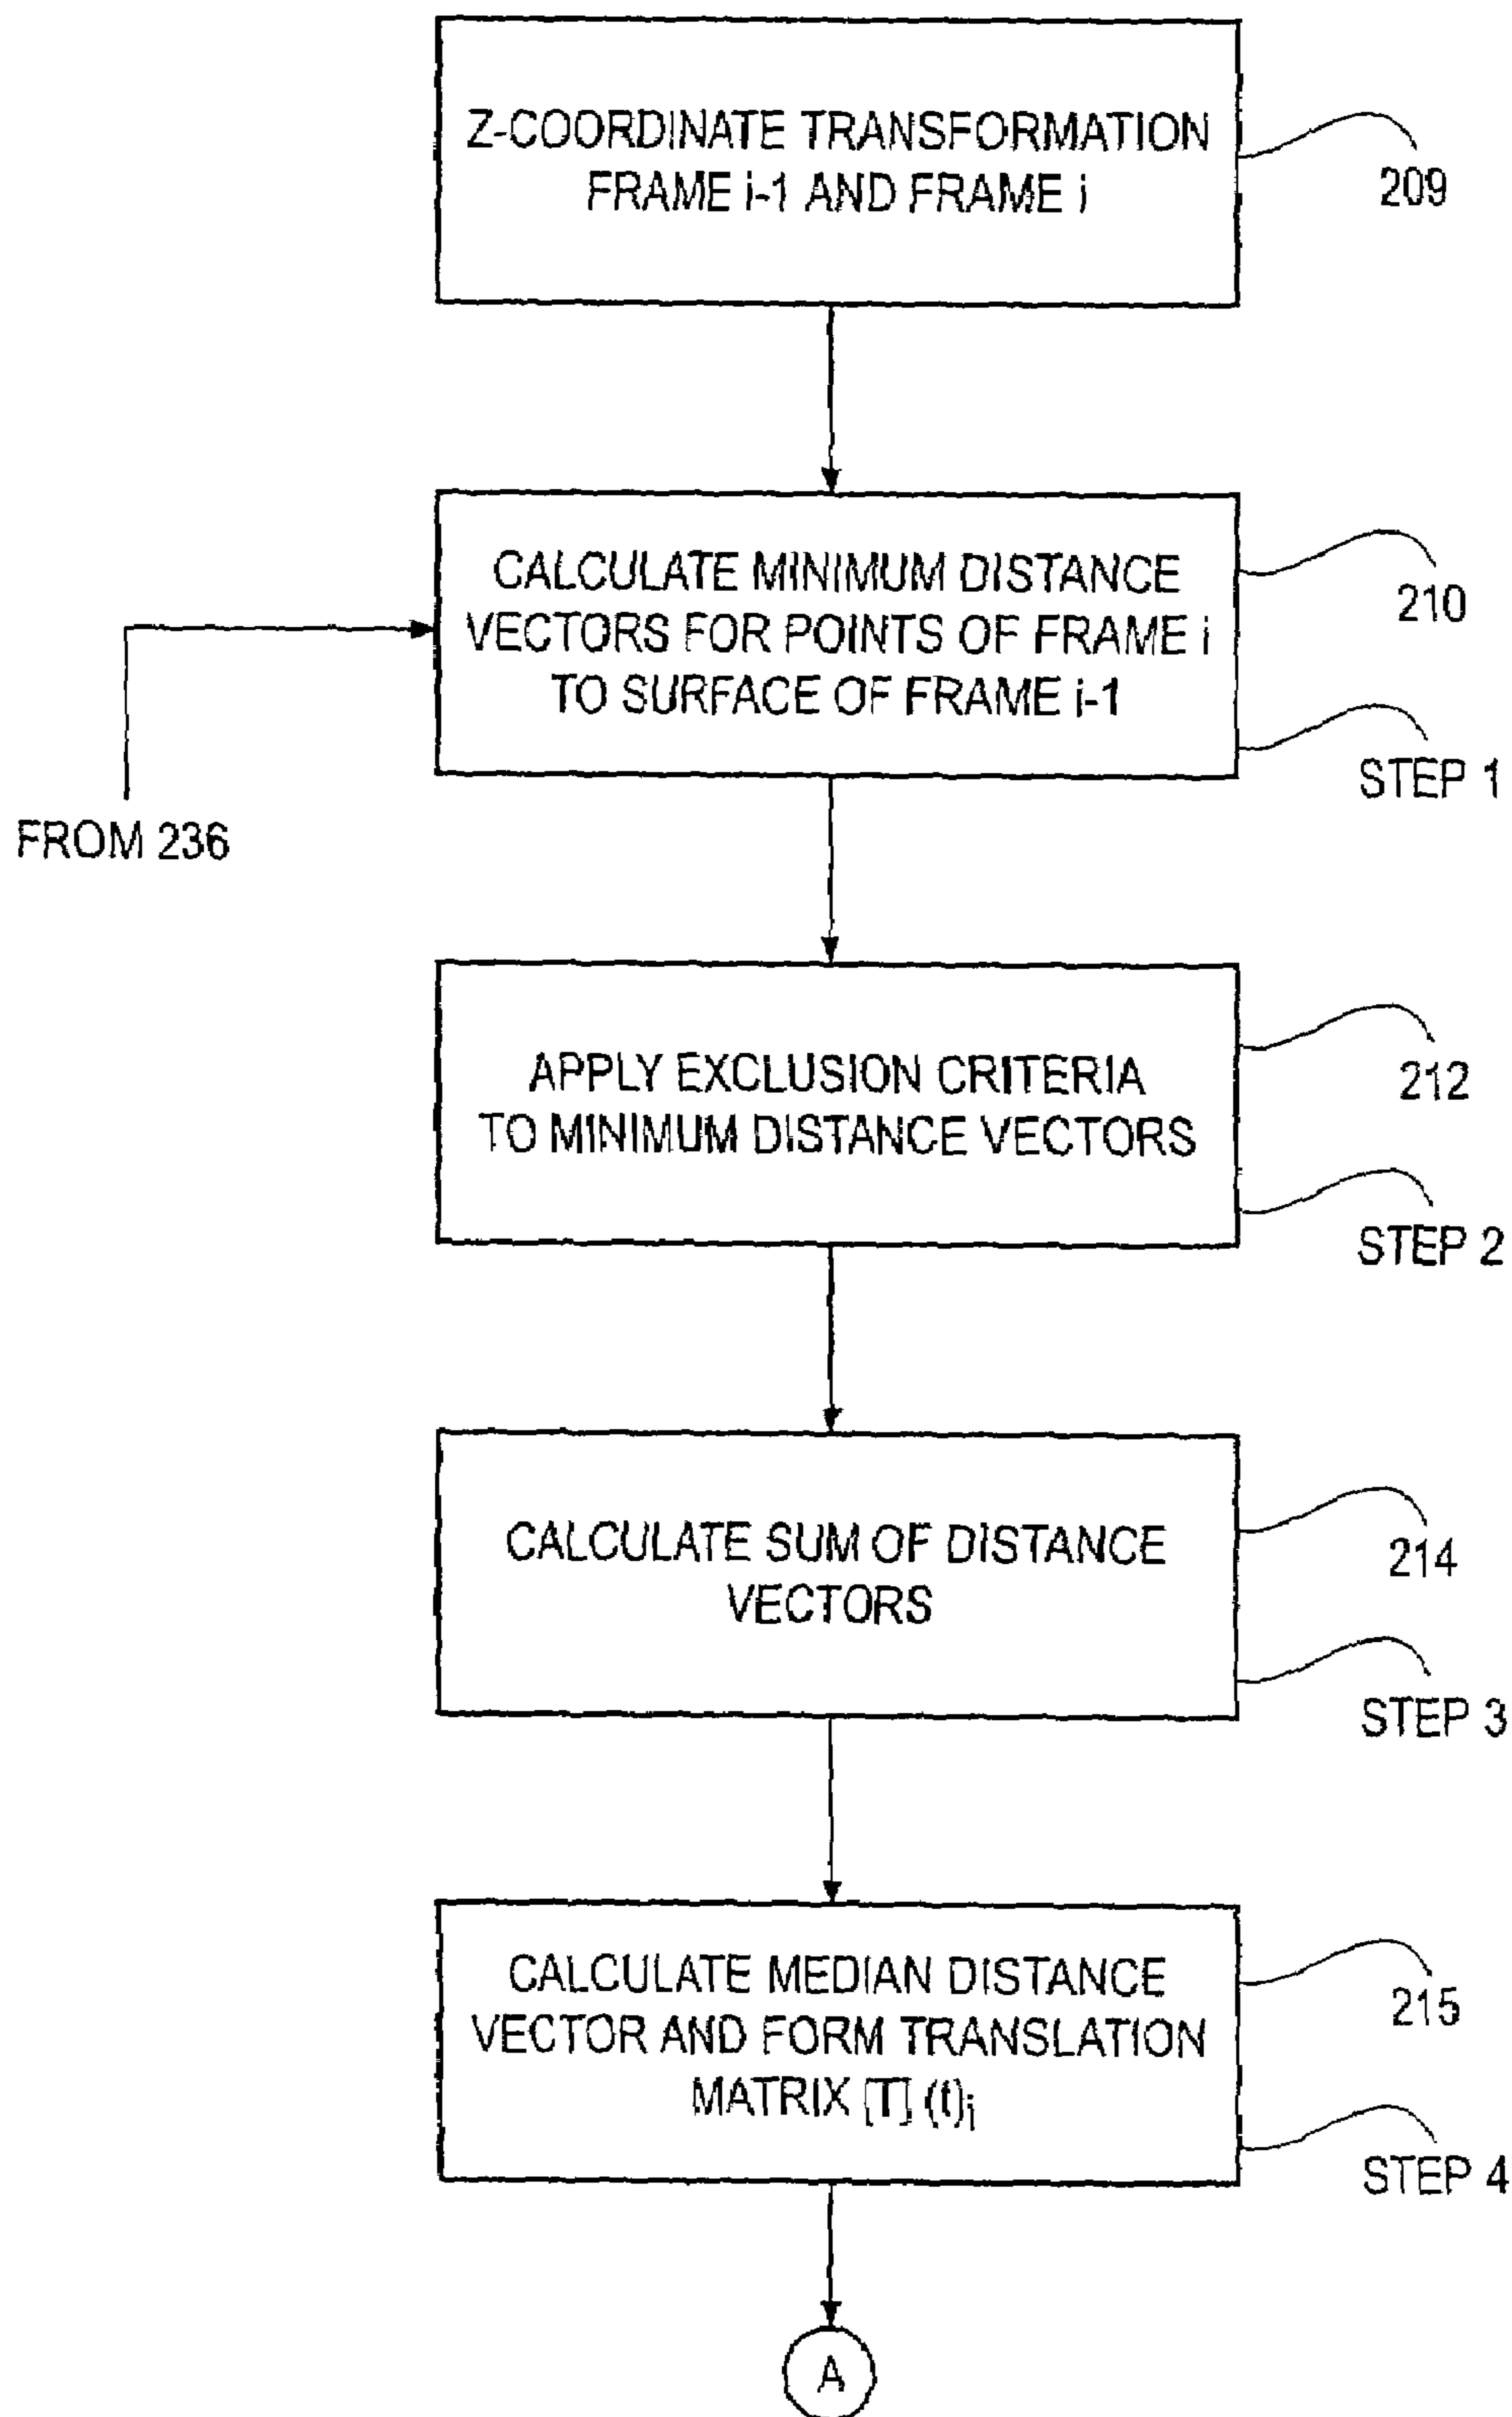 Z-COORDINATE TRANSFORMATION
FRAME i-1 AND FRAME i
209
CALCULATE MINIMUM DISTANCE
VECTORS FOR POINTS OF FRAME i
TO SURFACE OF FRAME i-1
210
STEP 1
FROM 236
APPLY EXCLUSION CRITERIA
TO MINIMUM DISTANCE VECTORS
212
STEP 2
CALCULATE SUM OF DISTANCE
VECTORS
214
STEP 3
CALCULATE MEDIAN DISTANCE
VECTOR AND FORM TRANSLATION
MATRIX [T] (t)i
215
STEP 4
A